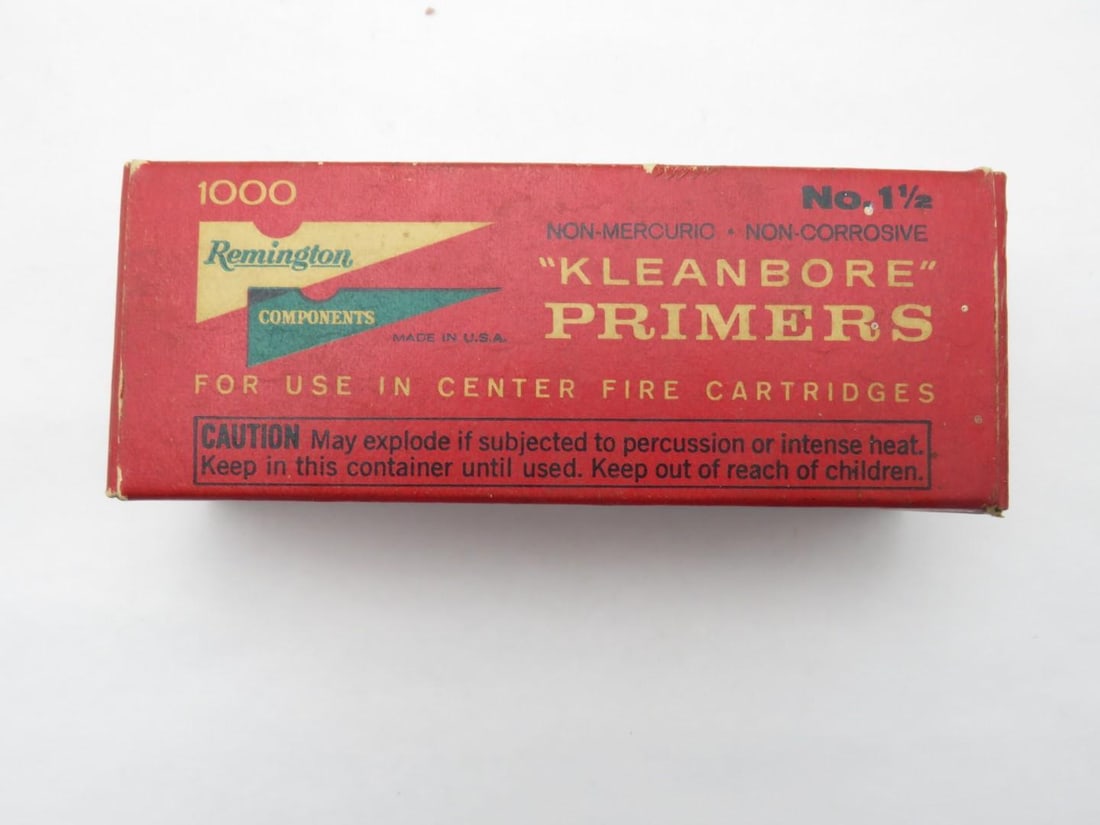 1000
No. 1½
Remington
NON-MERCURIC • NON-CORROSIVE
"KLEANBORE"
COMPONENTS
PRIMERS
MADE IN U.S.A.
FOR USE IN CENTER FIRE CARTRIDGES
CAUTION May explode if subjected to percussion or intense heat.
Keep in this container until used. Keep out of reach of children.